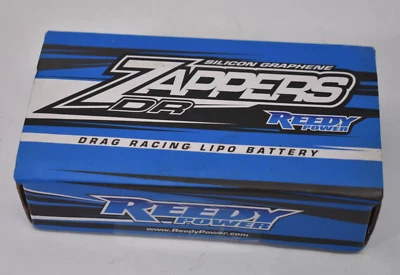 SILICON GRAPHENE
ZAPPERS
DR
REEDY
POWER
DRAG RACING LIPO BATTERY
REEDY
POWER
www.ReedyPower.com